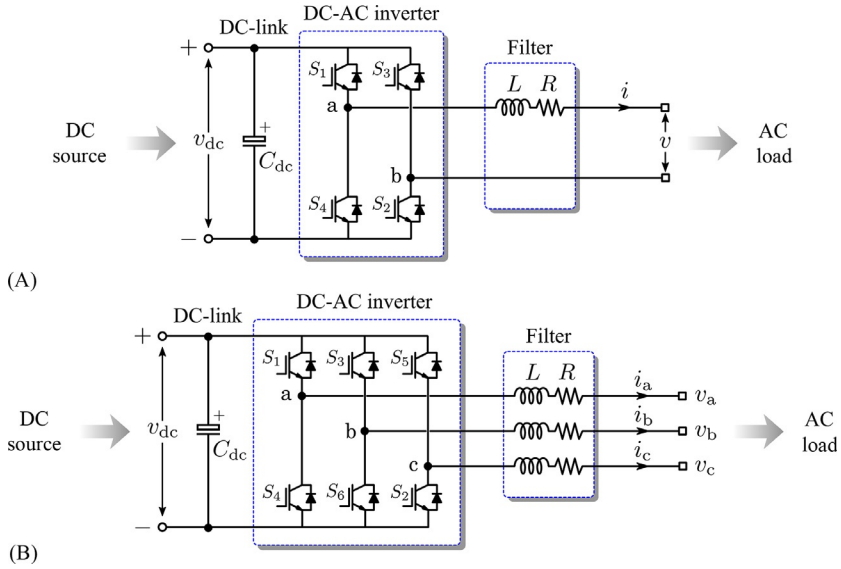 DC-AC inverter
DC-link
Filter
+
S1
S3
L R
i
a
DC
source
vdc
+
Cdc
v
AC
load
b
S4
S2
−
(A)
DC-AC inverter
DC-link
Filter
+
S1
S3
S5
L R
ia
va
a
DC
source
vdc
+
Cdc
b
ib
vb
AC
load
c
ic
vc
S4
S6
S2
−
(B)